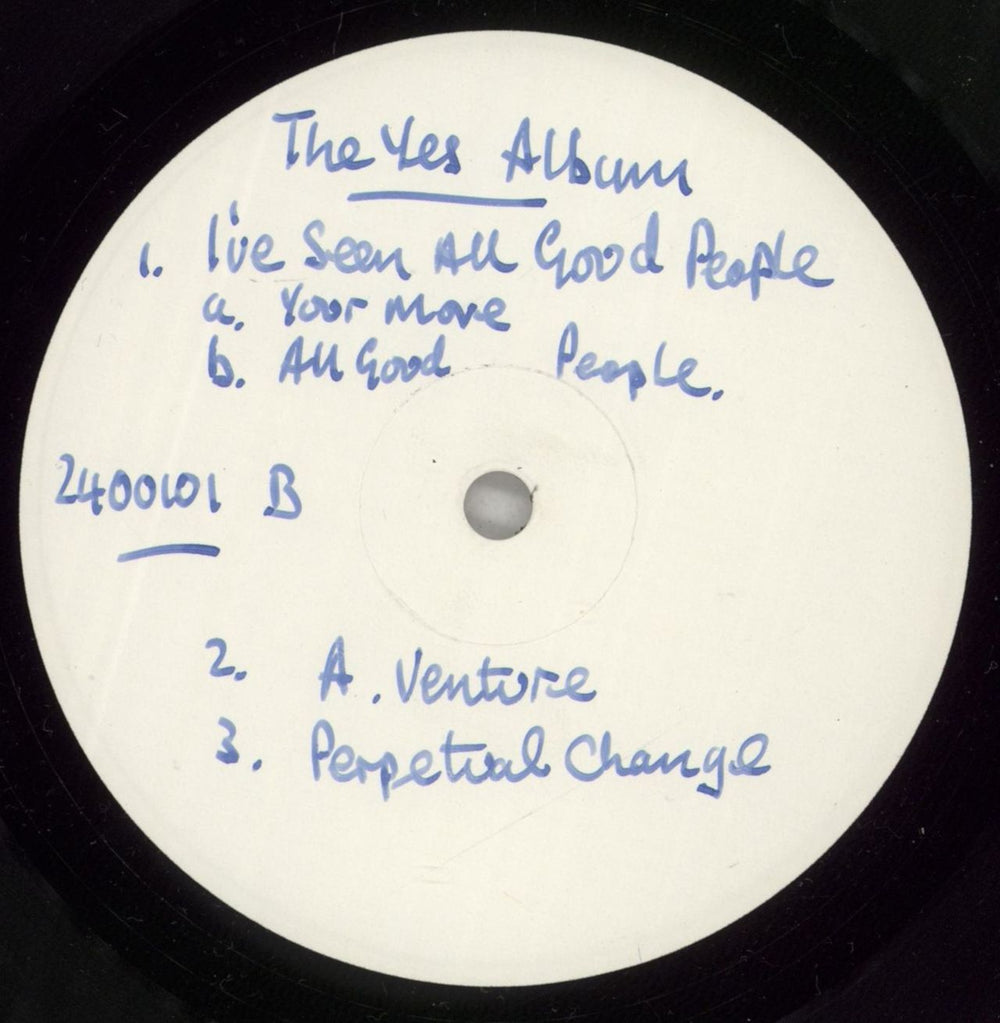 The Yes Album
1. I've Seen All Good People
a. Your Move
b. All Good People.
2400101 B
2. A. Venture
3. Perpetual Change